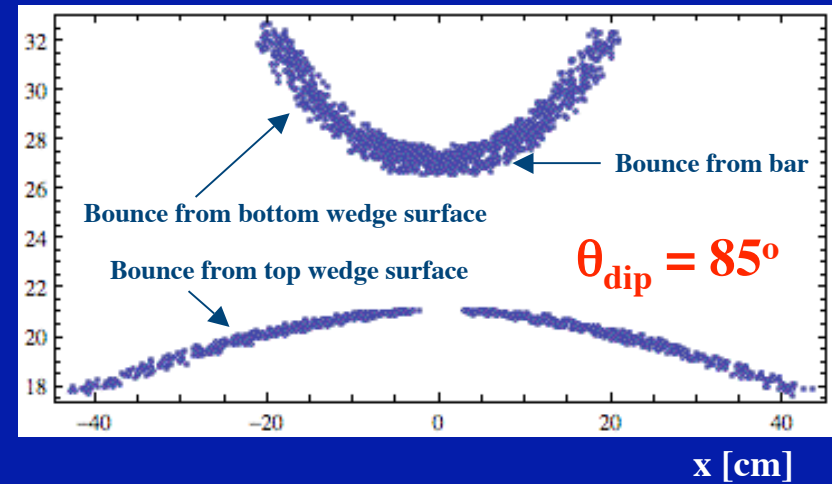 32
30
28
26
24
22
20
18
Bounce from bar
Bounce from bottom wedge surface
Bounce from top wedge surface
θdip = 85o
−40
−20
0
20
40
x [cm]